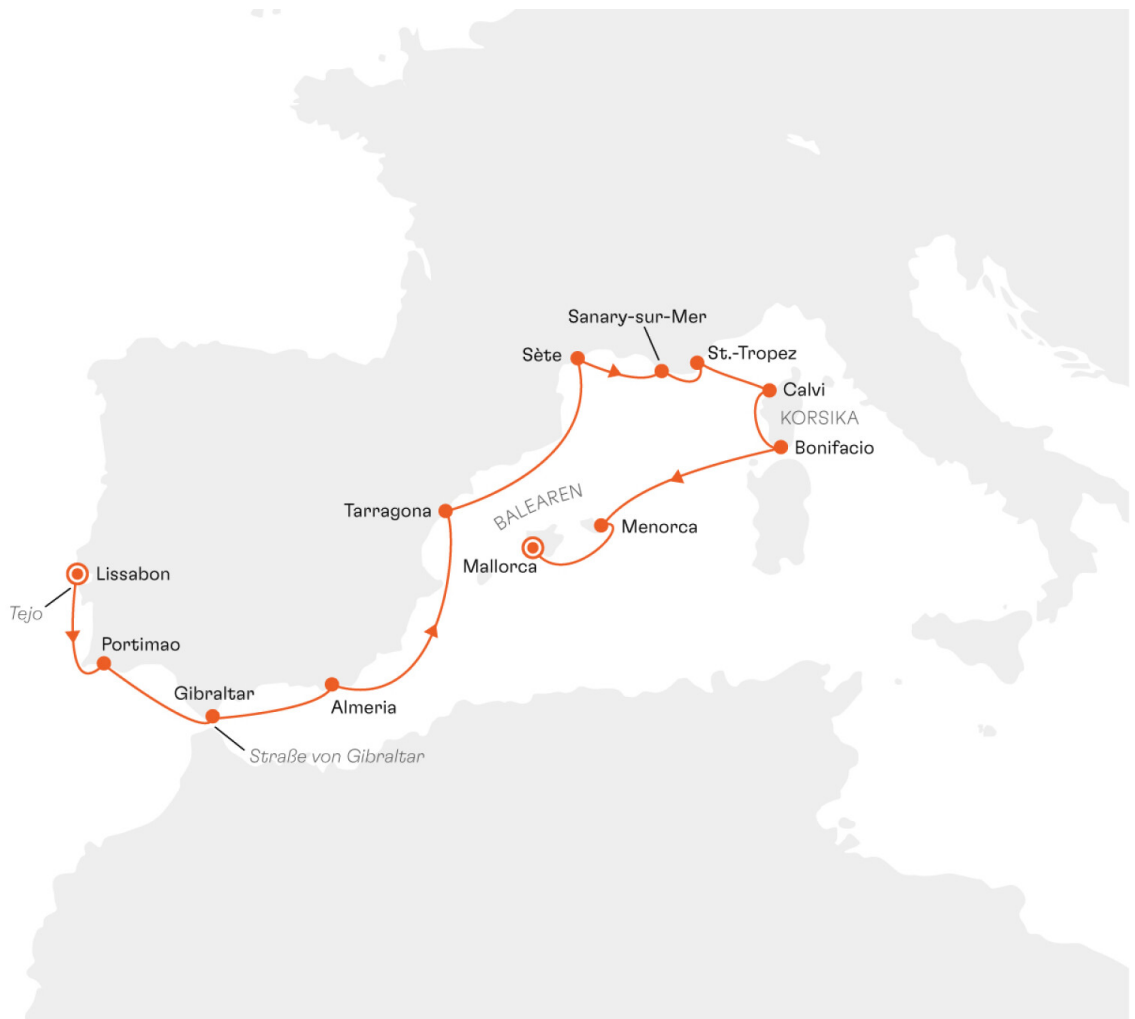 Sanary-sur-Mer
Sète
St.-Tropez
Calvi
KORSIKA
Bonifacio
Tarragona
BALEAREN
Menorca
Mallorca
Lissabon
Tejo
Portimao
Gibraltar
Almeria
Straße von Gibraltar